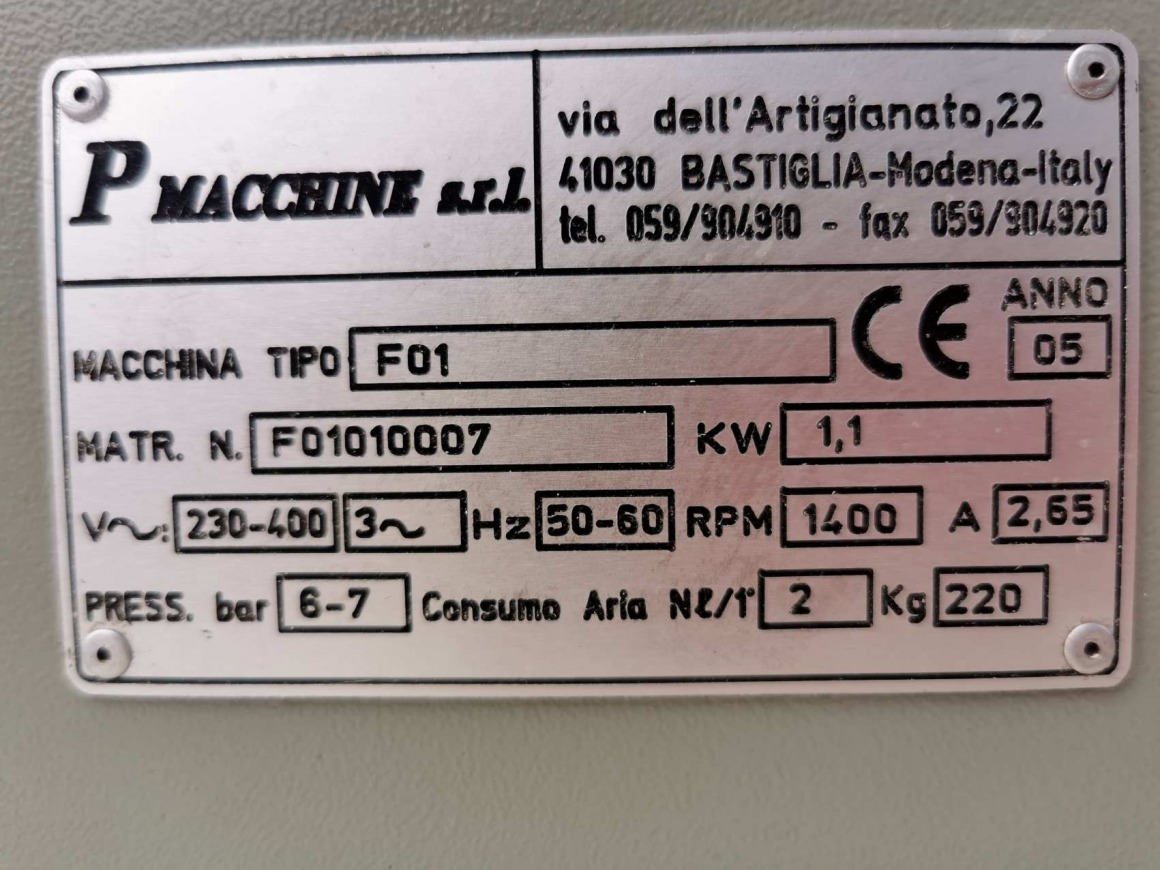 P MACCHINE s.r.l.
via dell'Artigianato,22
41030 BASTIGLIA-Modena-Italy
tel. 059/904910 - fax 059/904920
CE ANNO
MACCHINA TIPO F01 05
MATR. N. F01010007 KW 1,1
V~: 230-400 3~ Hz 50-60 RPM 1400 A 2,65
PRESS. bar 6-7 Consumo Aria Nℓ/1' 2 Kg 220